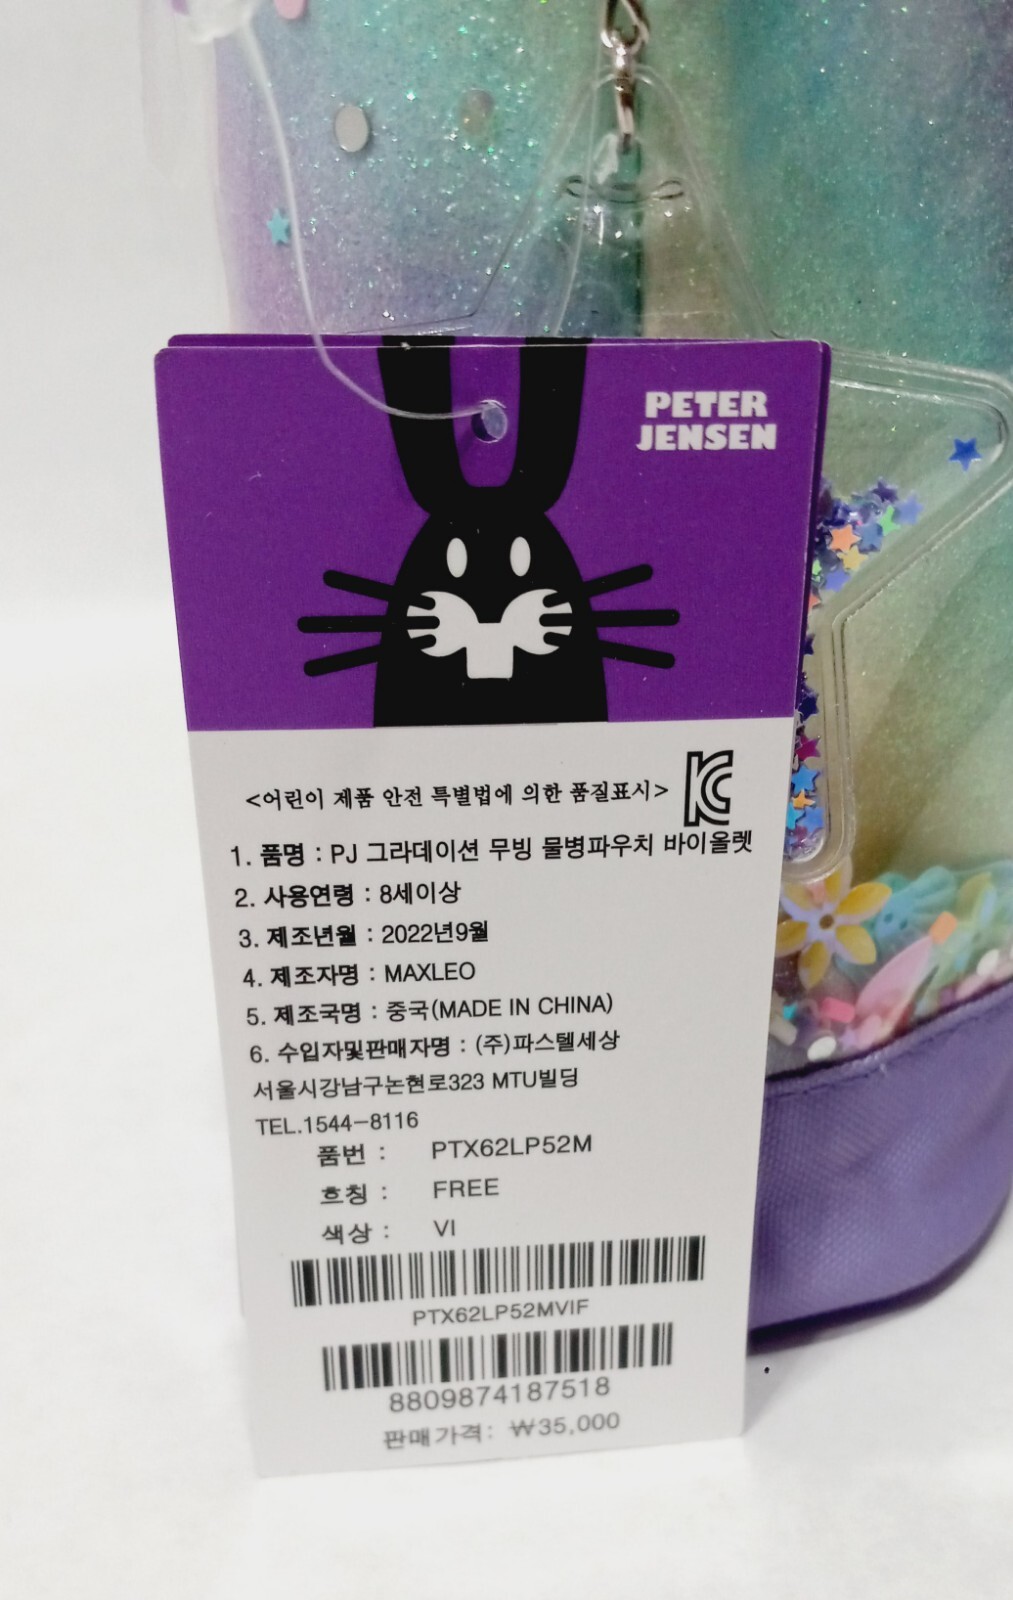 PETER
JENSEN
<어린이 제품 안전 특별법에 의한 품질표시>
1. 품명 : PJ 그라데이션 무빙 물병파우치 바이올렛
2. 사용연령 : 8세이상
3. 제조년월 : 2022년9월
4. 제조자명 : MAXLEO
5. 제조국명 : 중국(MADE IN CHINA)
6. 수입자및판매자명 : (주)파스텔세상
서울시강남구논현로323 MTU빌딩
TEL.1544-8116
품번 : PTX62LP52M
흐칭 : FREE
색상 : VI
PTX62LP52MVIF
8809874187518
판매가격: ₩35,000